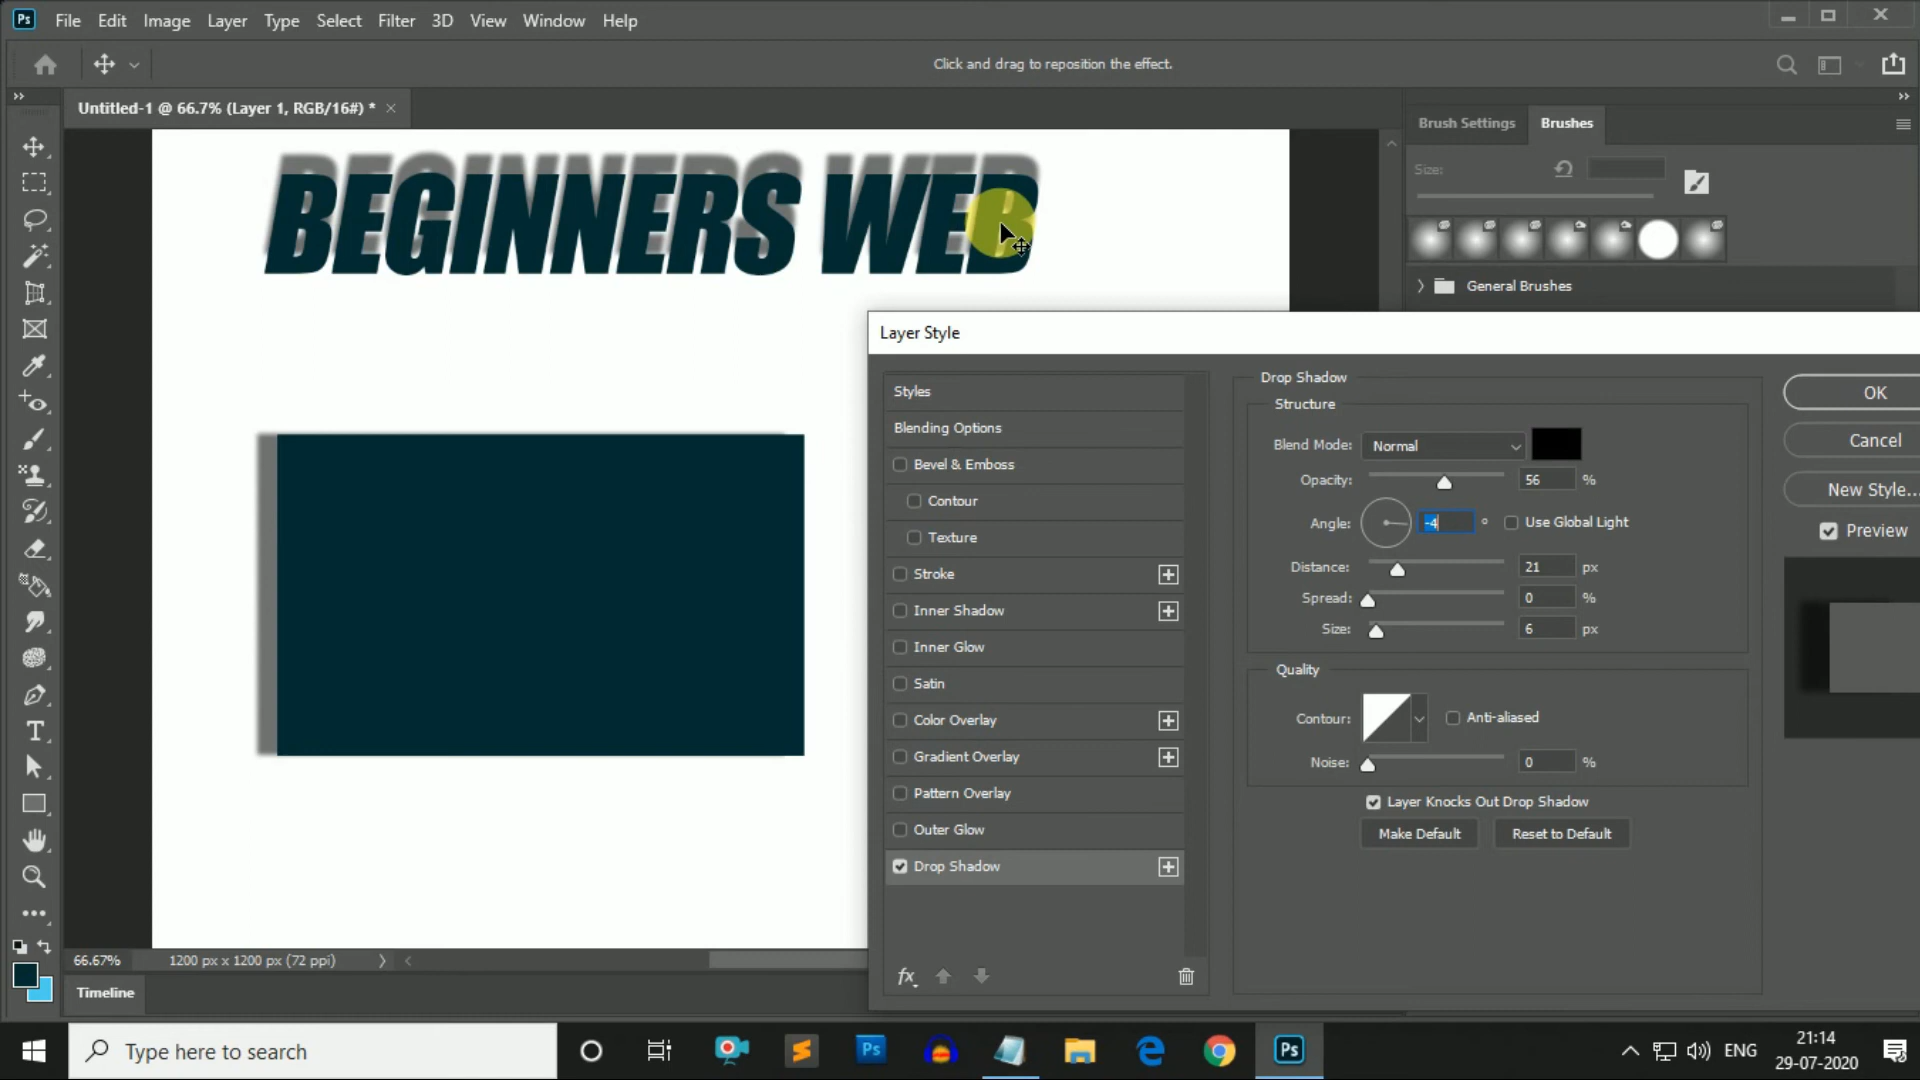 Ps File Edit Image Layer Type Select Filter 3D View Window Help
Click and drag to reposition the effect.
Untitled-1 @ 66.7% (Layer 1, RGB/16#) *
Brush Settings Brushes
Size:
General Brushes
BEGINNERS WEB
Layer Style
Styles
Blending Options
Bevel & Emboss
Contour
Texture
Stroke
Inner Shadow
Inner Glow
Satin
Color Overlay
Gradient Overlay
Pattern Overlay
Outer Glow
Drop Shadow
fx
Drop Shadow
Structure
Blend Mode: Normal
Opacity: 56 %
Angle: -4 ° Use Global Light
Distance: 21 px
Spread: 0 %
Size: 6 px
Quality
Contour: Anti-aliased
Noise: 0 %
Layer Knocks Out Drop Shadow
Make Default Reset to Default
OK
Cancel
New Style...
Preview
66.67% 1200 px x 1200 px (72 ppi)
Timeline
Type here to search
Ps
Ps
ENG
21:14
29-07-2020